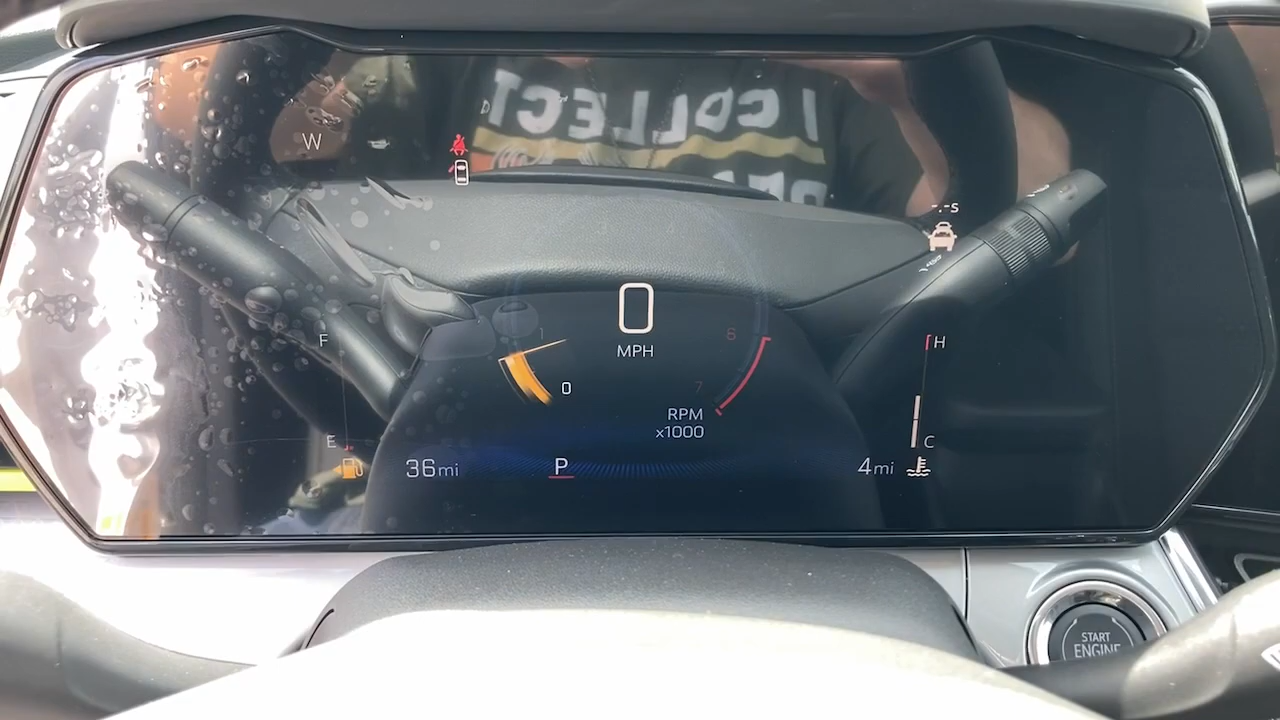 I COLLECT
W
-.-s
0
MPH
F
1
6
H
0
7
RPM
x1000
E
C
36mi
P
4mi
START
ENGINE